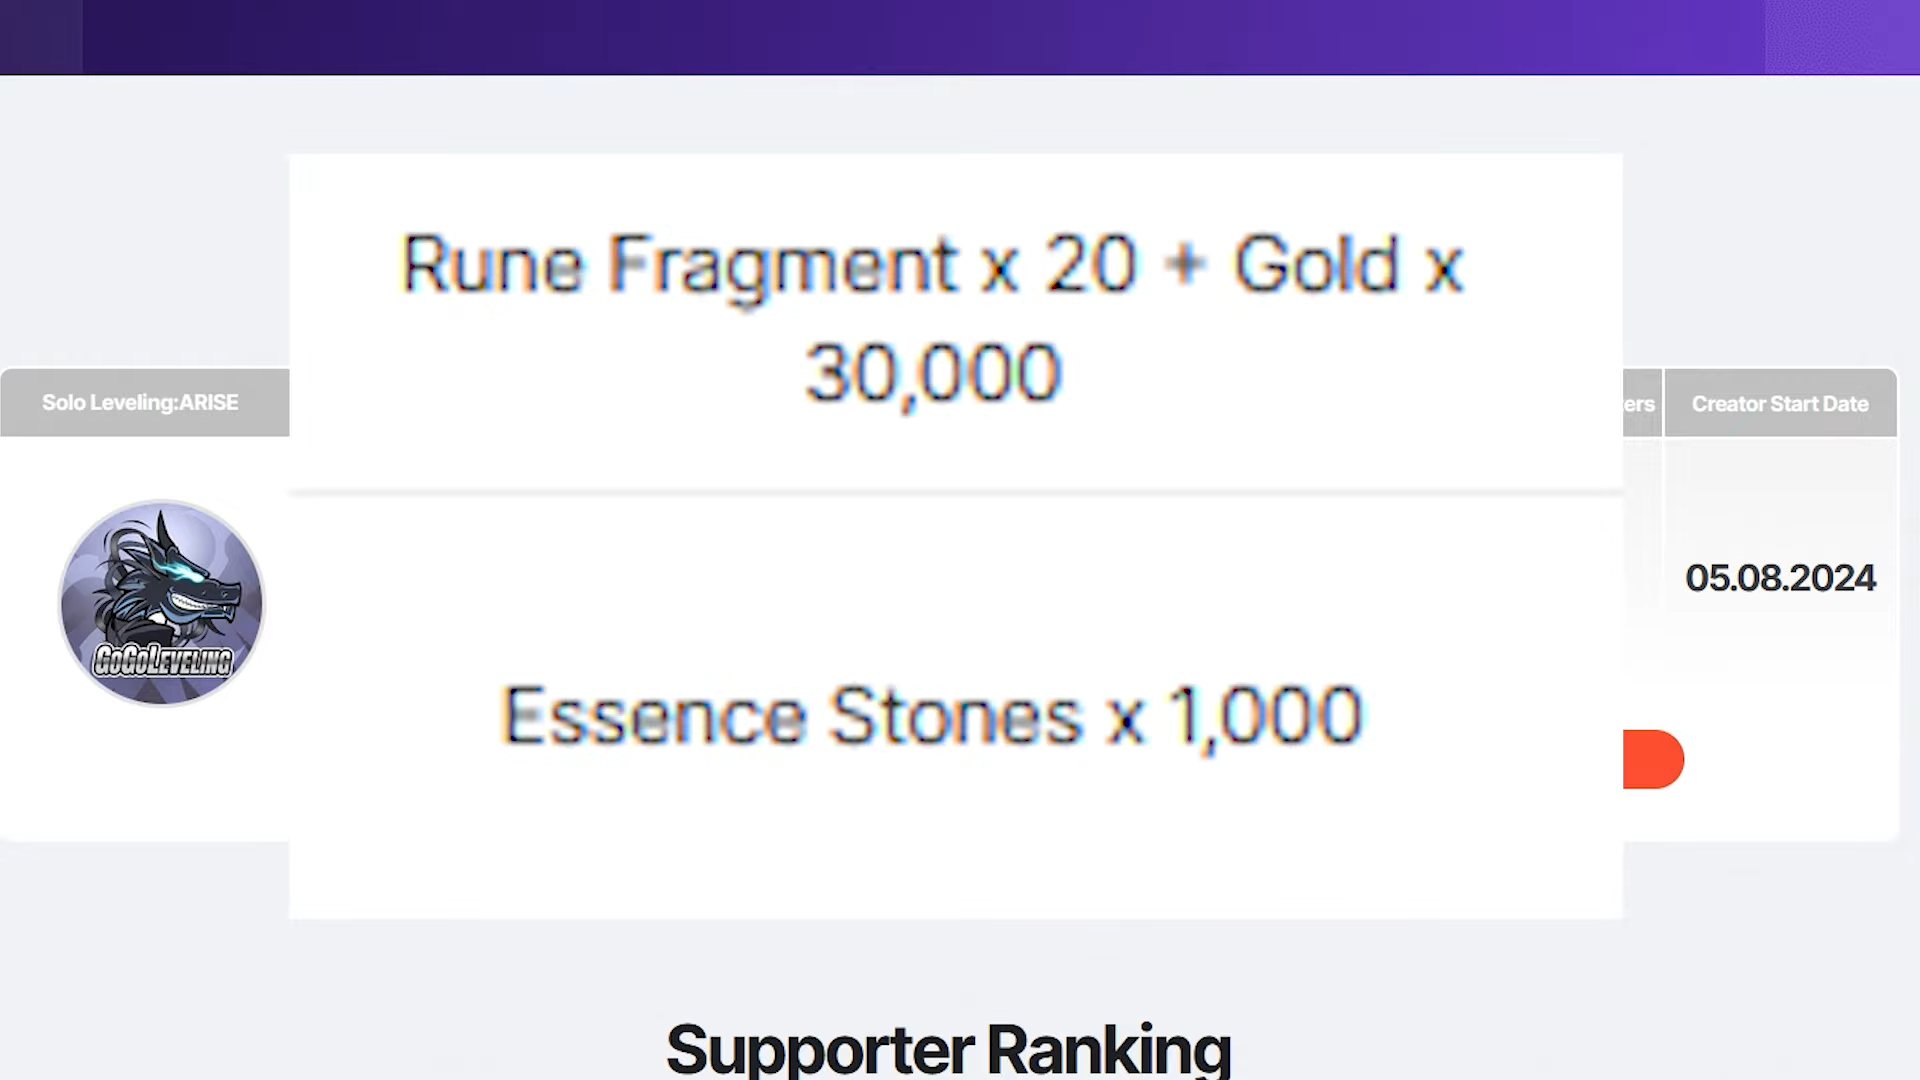 Rune Fragment x 20 + Gold x
30,000
Solo Leveling:ARISE
ers
Creator Start Date
05.08.2024
GoGoLeveling
Essence Stones x 1,000
Supporter Ranking